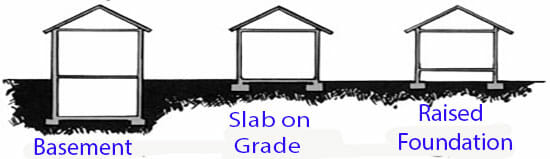 Basement
Slab on
Grade
Raised
Foundation